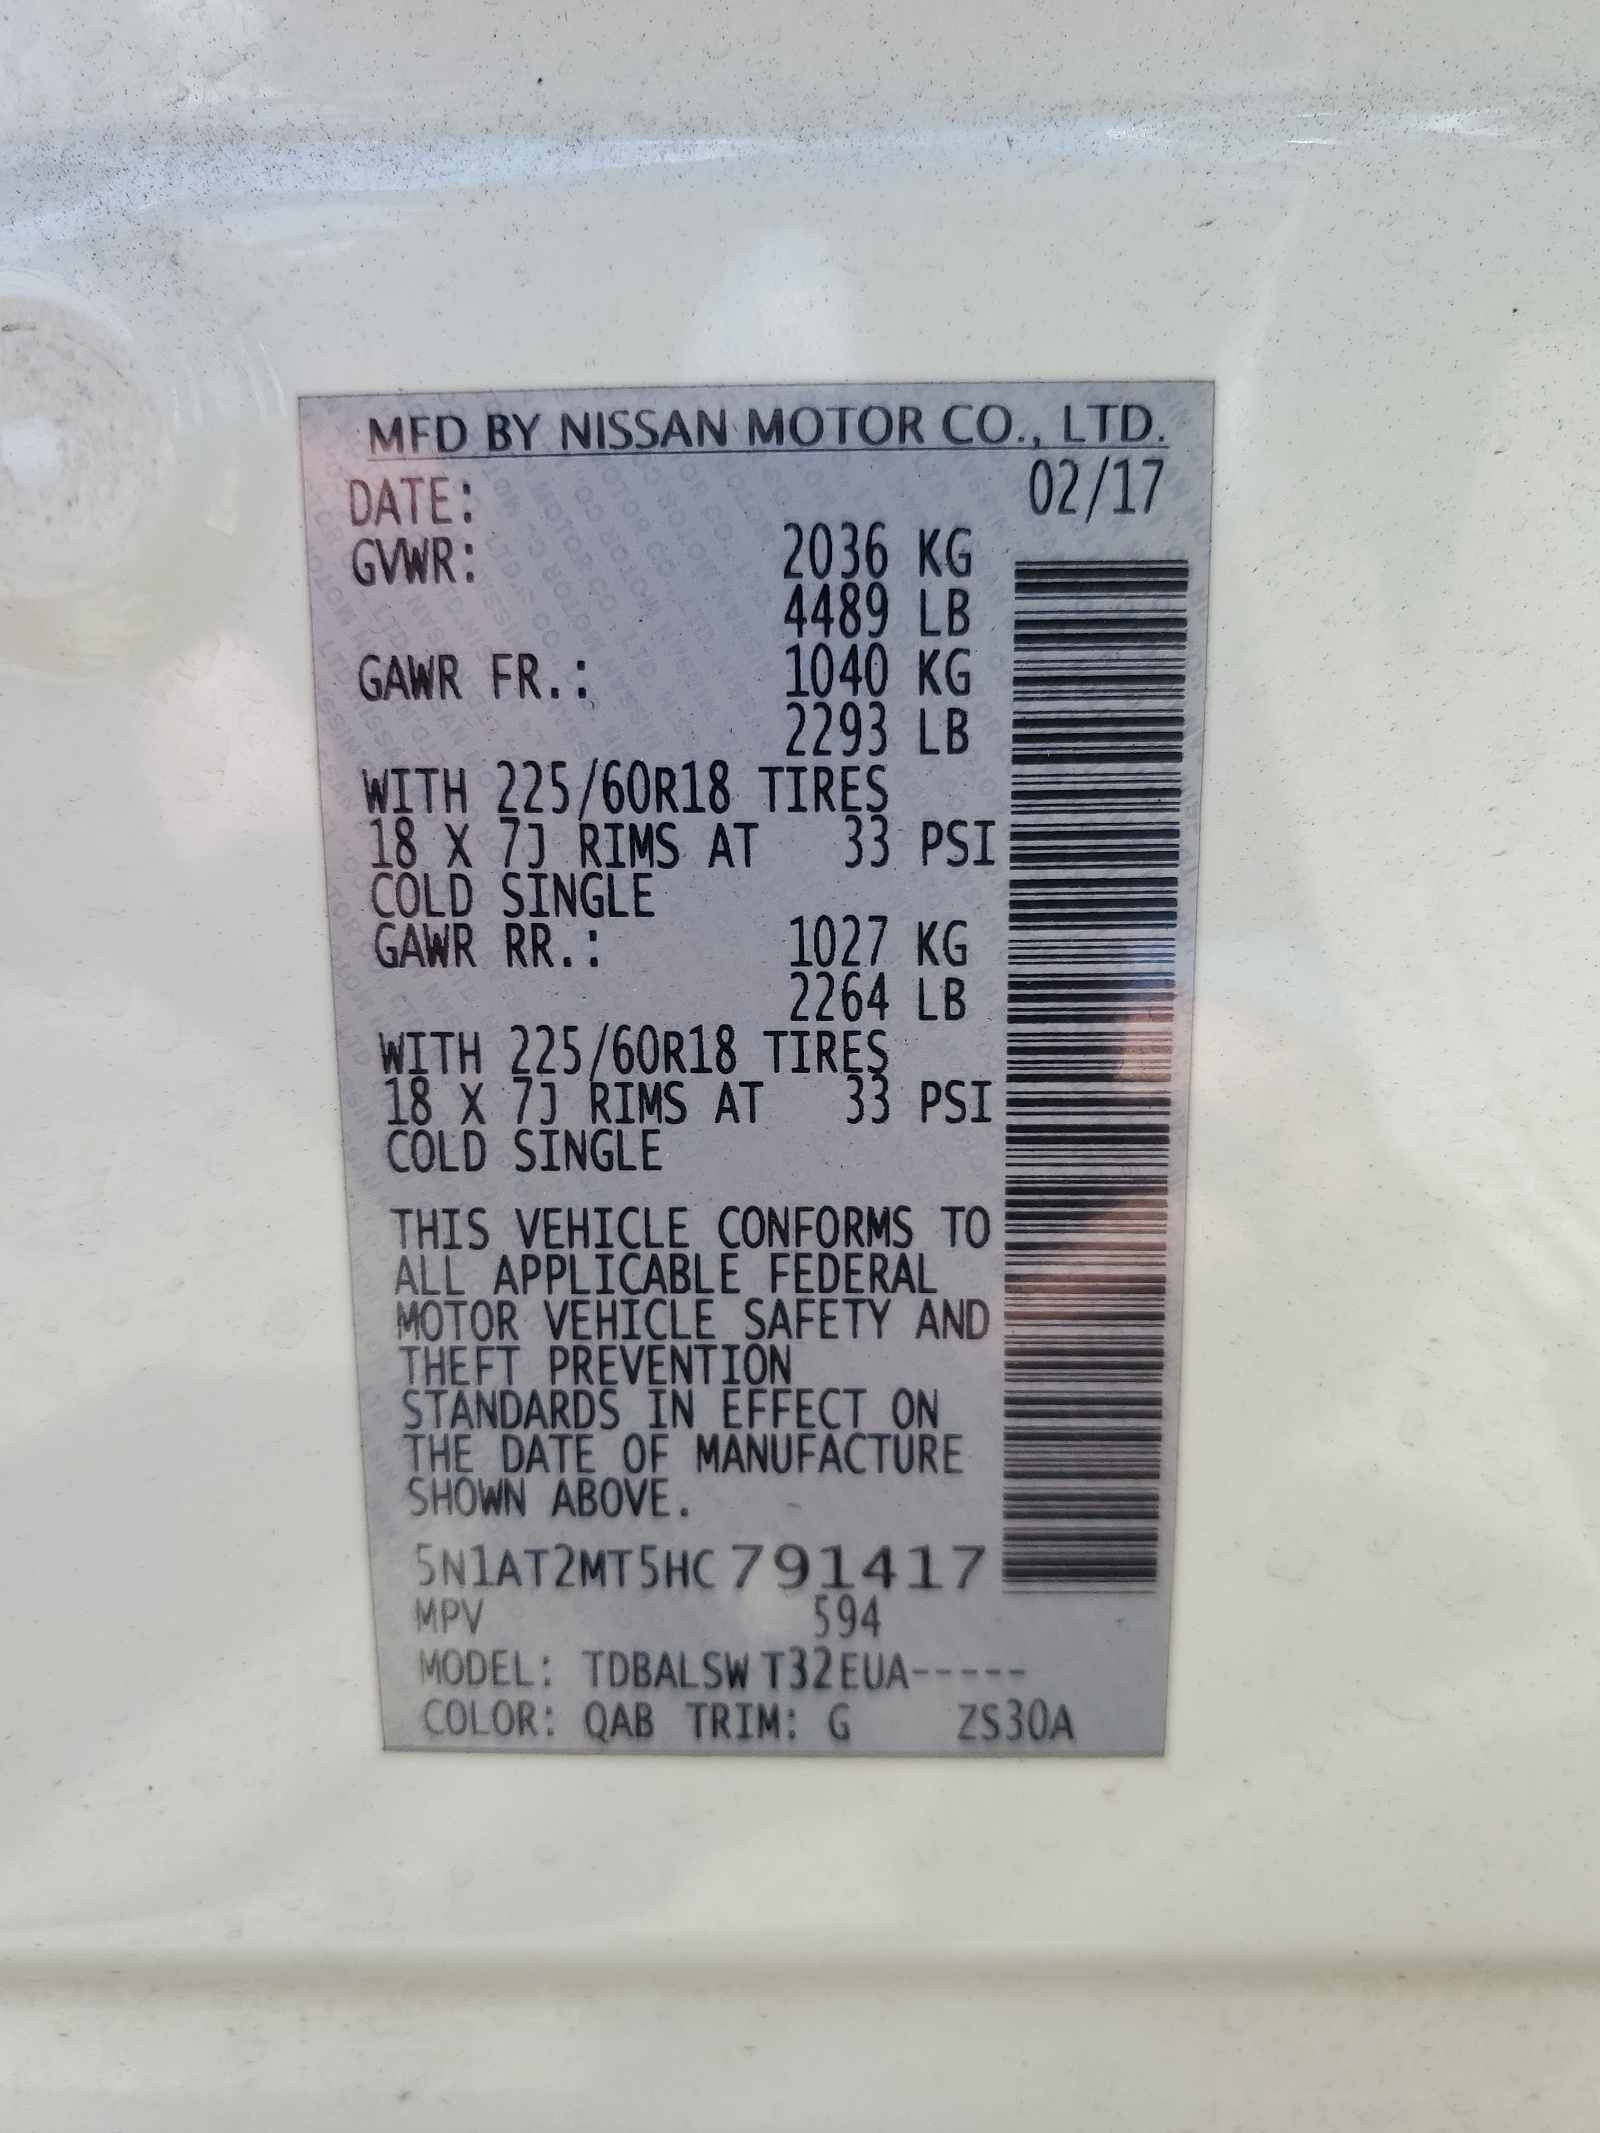 MFD BY NISSAN MOTOR CO., LTD.
DATE: 02/17
GVWR: 2036 KG
4489 LB
GAWR FR.: 1040 KG
2293 LB
WITH 225/60R18 TIRES
18 X 7J RIMS AT 33 PSI
COLD SINGLE
GAWR RR.: 1027 KG
2264 LB
WITH 225/60R18 TIRES
18 X 7J RIMS AT 33 PSI
COLD SINGLE
THIS VEHICLE CONFORMS TO
ALL APPLICABLE FEDERAL
MOTOR VEHICLE SAFETY AND
THEFT PREVENTION
STANDARDS IN EFFECT ON
THE DATE OF MANUFACTURE
SHOWN ABOVE.
5N1AT2MT5HC791417
MPV 594
MODEL: TDBALSW T32EUA-----
COLOR: QAB TRIM: G ZS30A